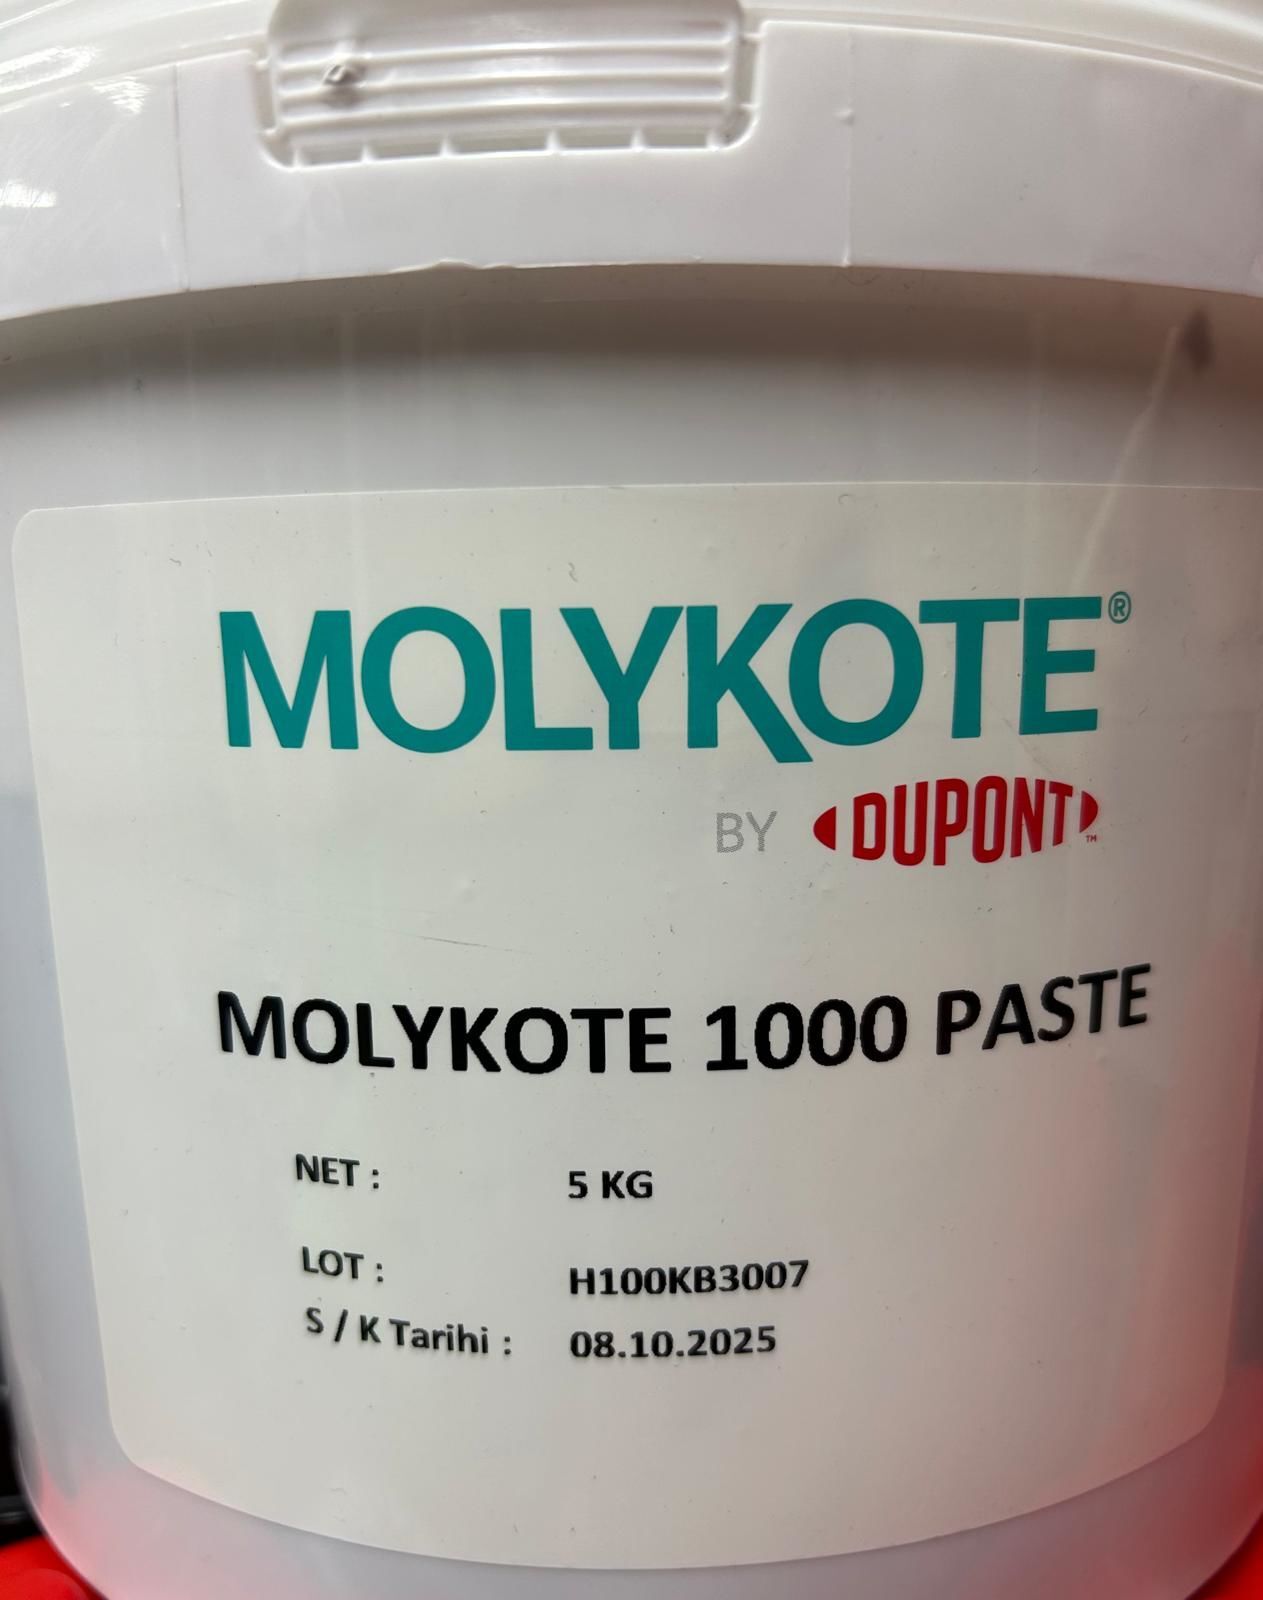 MOLYKOTE®
BY DUPONT™
MOLYKOTE 1000 PASTE
NET : 5 KG
LOT : H100KB3007
S / K Tarihi : 08.10.2025